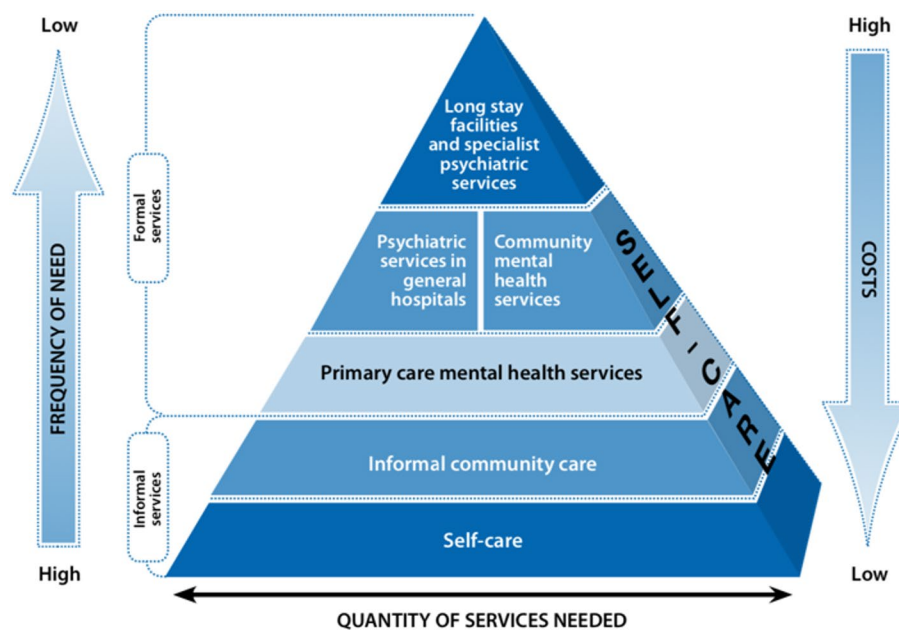 Low
High
Long stay
facilities
and specialist
psychiatric
services
Formal
services
Psychiatric
services in
general
hospitals
Community
mental
health
services
SELF-CARE
FREQUENCY OF NEED
COSTS
Primary care mental health services
Informal
services
Informal community care
Self-care
High
Low
QUANTITY OF SERVICES NEEDED